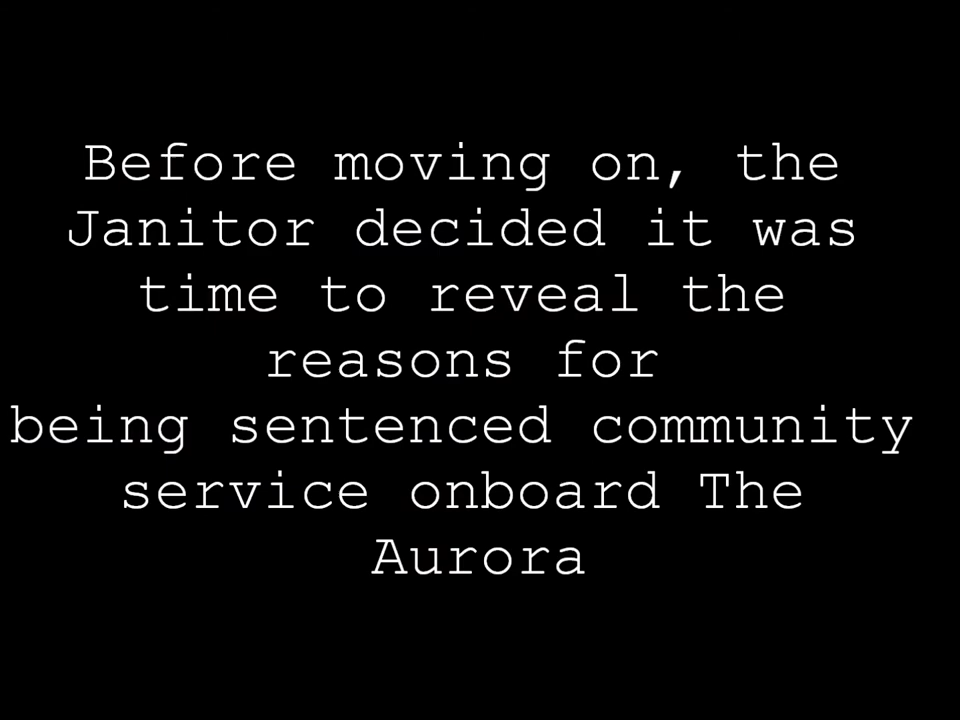 Before moving on, the
Janitor decided it was
time to reveal the
reasons for
being sentenced community
service onboard The
Aurora